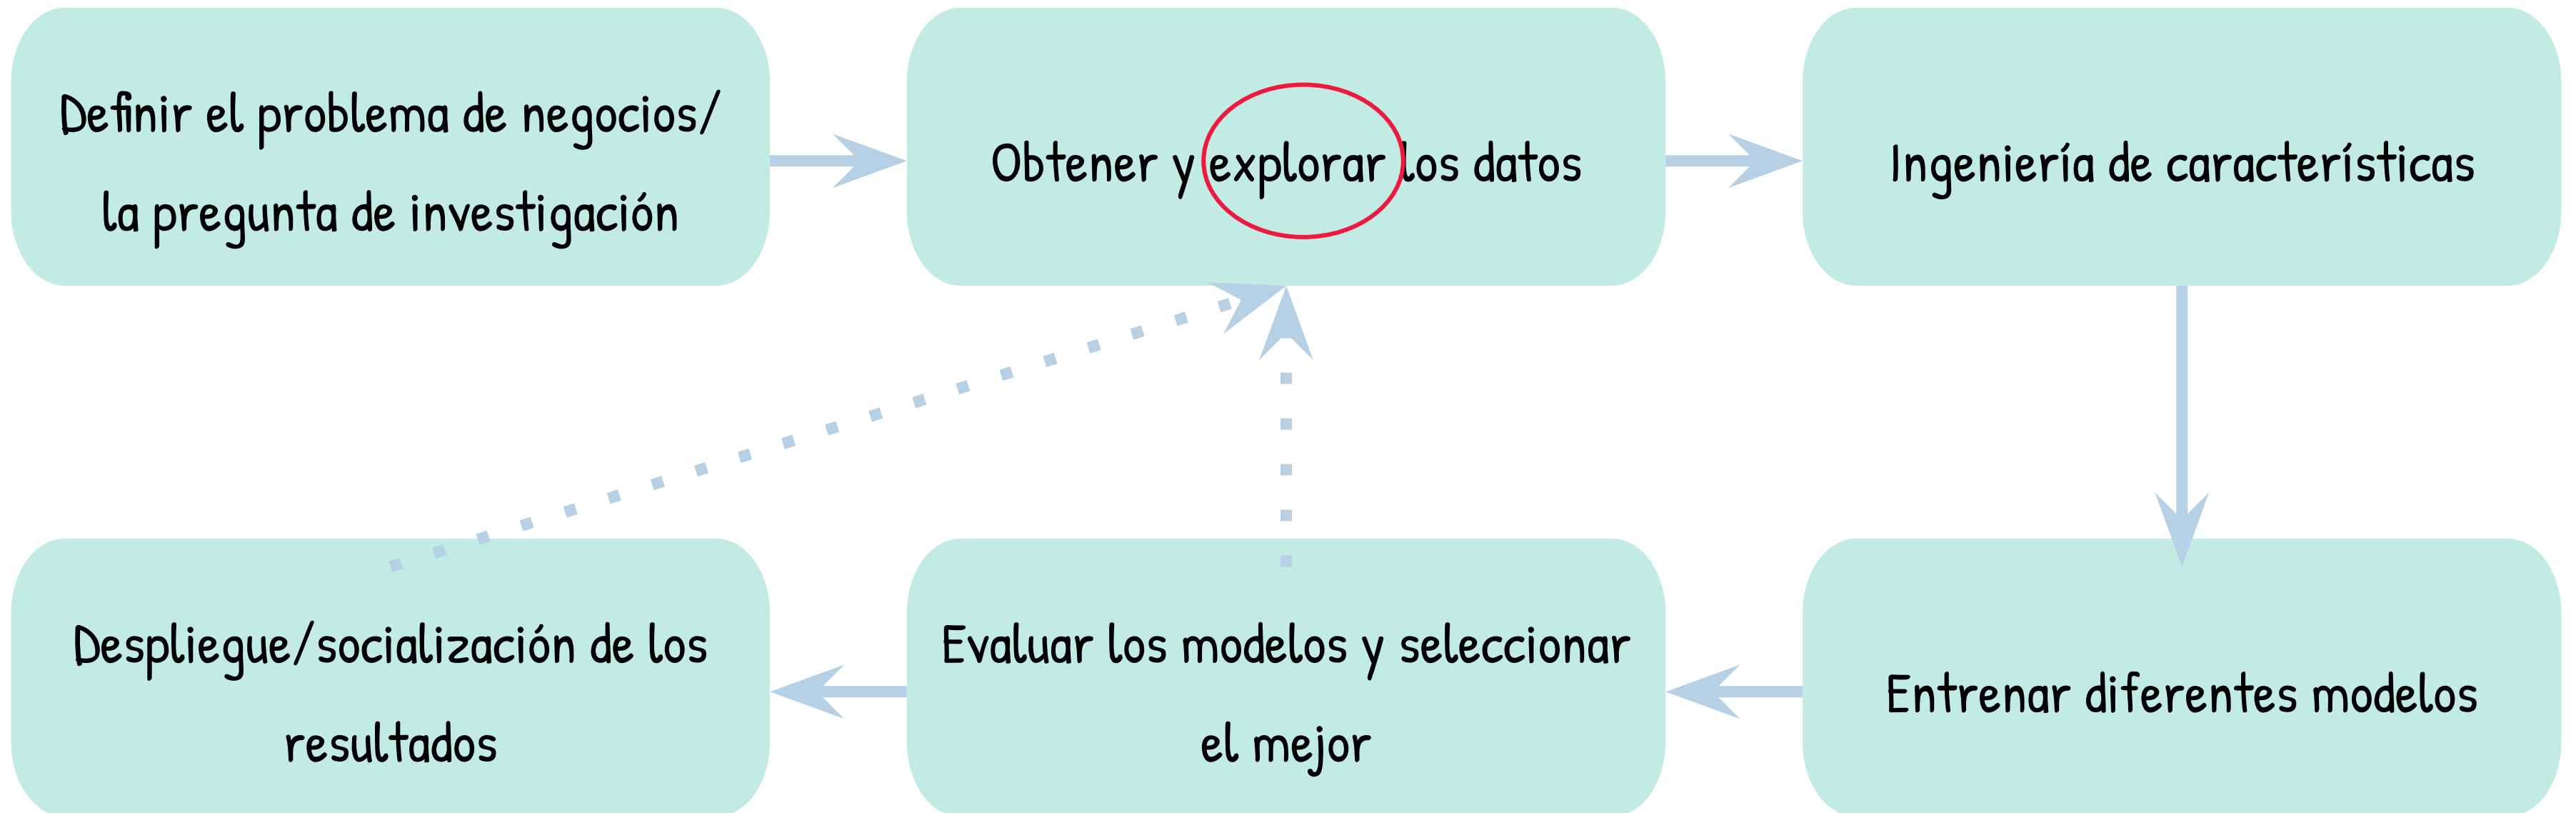 Definir el problema de negocios/
la pregunta de investigación
Obtener y explorar los datos
Ingeniería de características
Despliegue/socialización de los
resultados
Evaluar los modelos y seleccionar
el mejor
Entrenar diferentes modelos